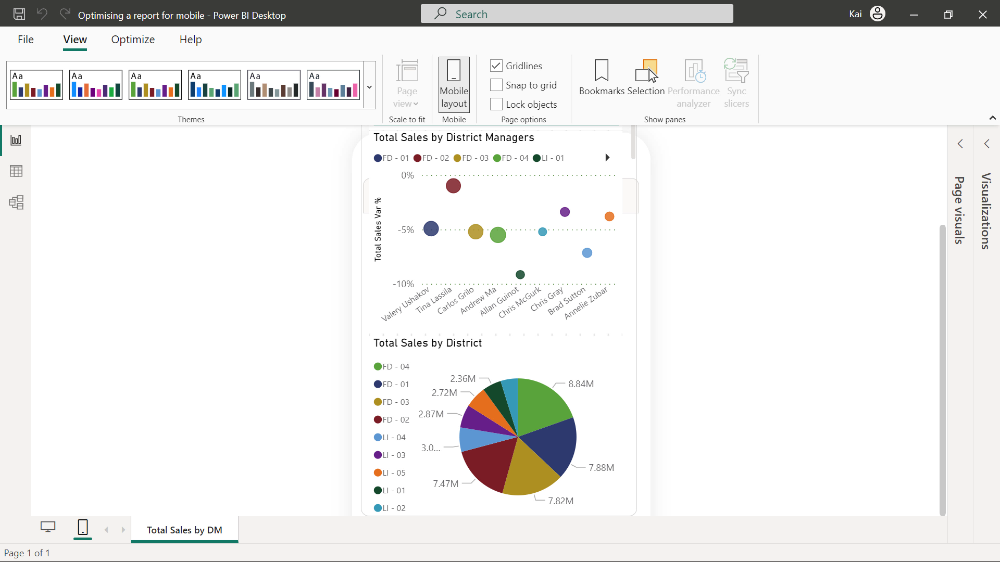 Optimising a report for mobile - Power BI Desktop
Search
Kai
File
View
Optimize
Help
Aa
Aa
Aa
Aa
Aa
Aa
Themes
Page view
Scale to fit
Mobile layout
Mobile
Gridlines
Snap to grid
Lock objects
Page options
Bookmarks
Selection
Performance analyzer
Sync slicers
Show panes
Total Sales by District Managers
FD - 01
FD - 02
FD - 03
FD - 04
LI - 01
Total Sales Var %
0%
-5%
-10%
Valery Ushakov
Tina Lassila
Carlos Grilo
Andrew Ma
Allan Guinot
Chris McGurk
Chris Gray
Brad Sutton
Annelie Zubar
Total Sales by District
FD - 04
FD - 01
FD - 03
FD - 02
LI - 04
LI - 03
LI - 05
LI - 01
LI - 02
2.36M
2.72M
2.87M
3.0...
7.47M
8.84M
7.88M
7.82M
Page visuals
Visualizations
Total Sales by DM
Page 1 of 1